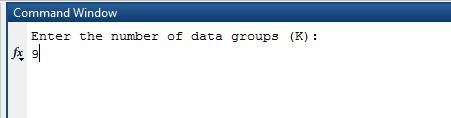 Command Window
Enter the number of data groups (K):
fx 9